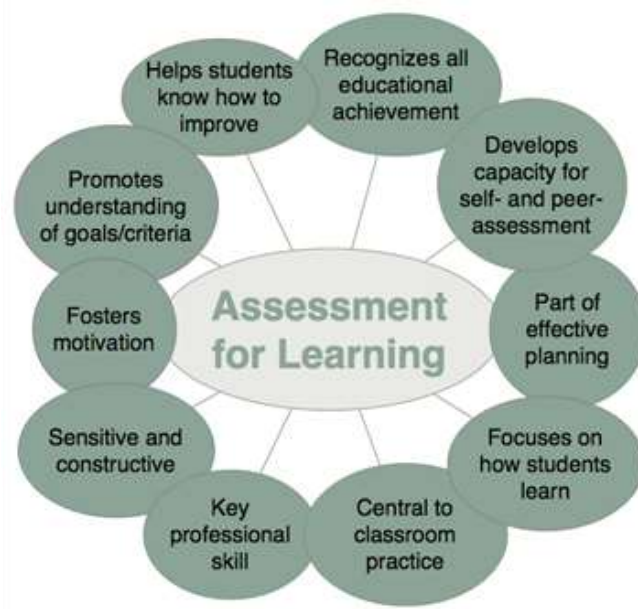 Helps students
know how to
improve
Recognizes all
educational
achievement
Develops
capacity for
self- and peer-
assessment
Promotes
understanding
of goals/criteria
Assessment
for Learning
Part of
effective
planning
Fosters
motivation
Focuses on
how students
learn
Sensitive and
constructive
Key
professional
skill
Central to
classroom
practice